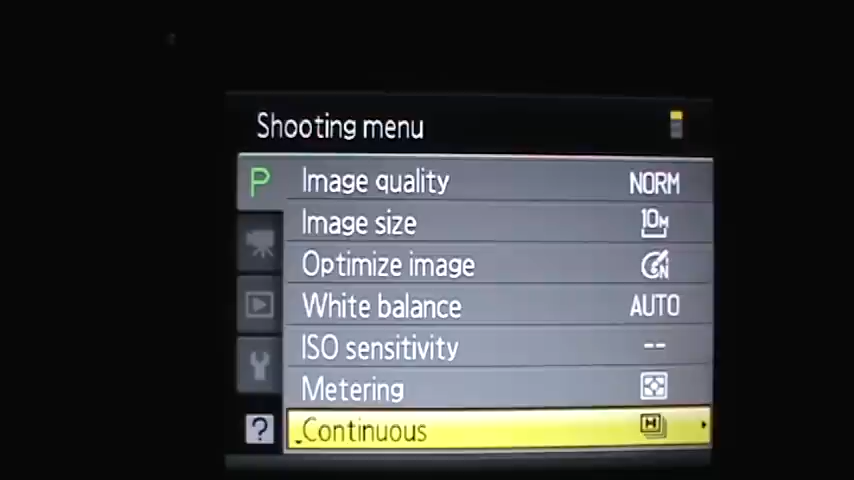 Shooting menu
P
Image quality NORM
Image size 10M
Optimize image N
White balance AUTO
ISO sensitivity --
Metering
? Continuous H